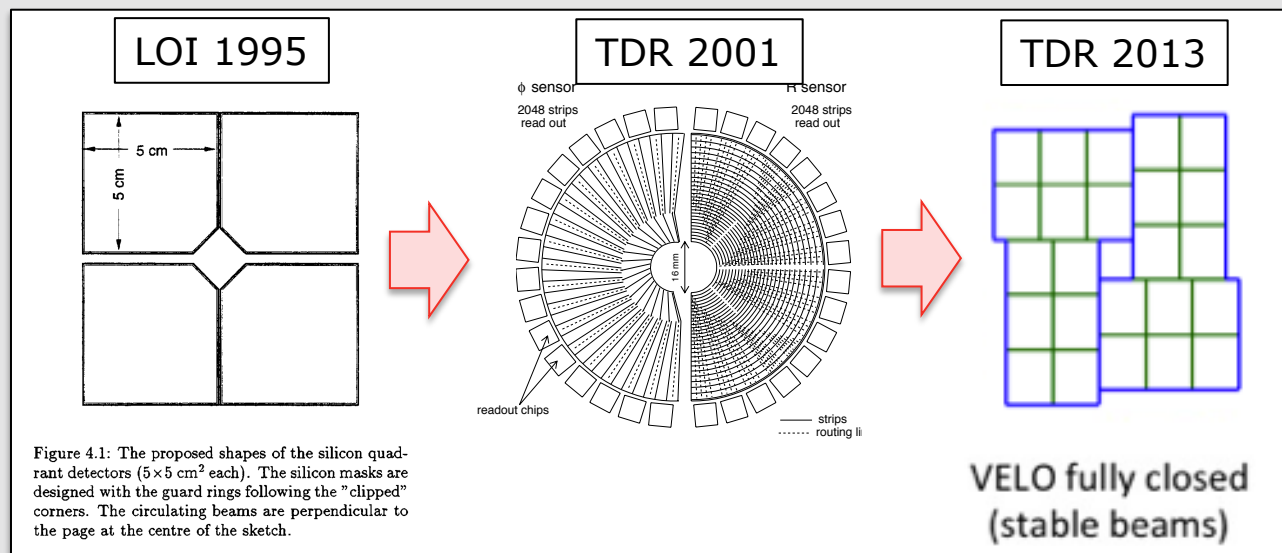 LOI 1995
TDR 2001
TDR 2013
5 cm
5 cm
Figure 4.1: The proposed shapes of the silicon quad-
rant detectors (5×5 cm² each). The silicon masks are
designed with the guard rings following the "clipped"
corners. The circulating beams are perpendicular to
the page at the centre of the sketch.
ϕ sensor
2048 strips
read out
R sensor
2048 strips
read out
16 mm
readout chips
strips
routing li
VELO fully closed
(stable beams)